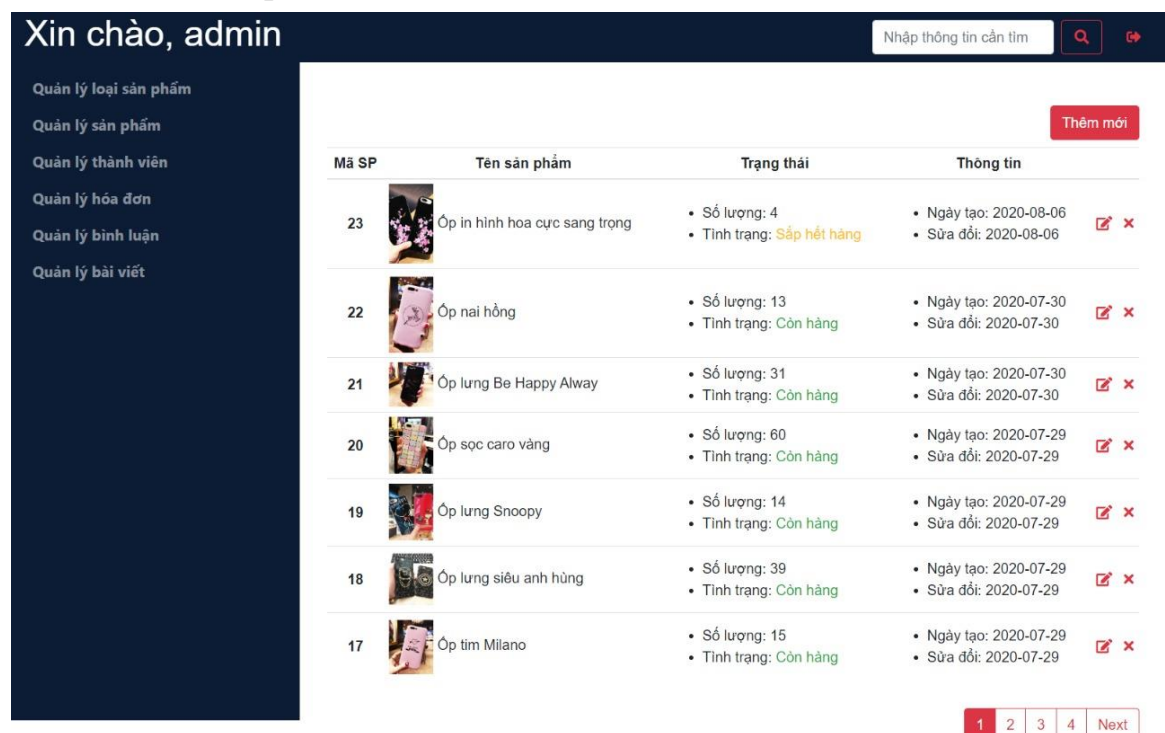 Xin chào, admin
Nhập thông tin cần tìm
Quản lý loại sản phẩm
Quản lý sản phẩm
Quản lý thành viên
Quản lý hóa đơn
Quản lý bình luận
Quản lý bài viết
Thêm mới
Mã SP Tên sản phẩm Trạng thái Thông tin
23 Ốp in hình hoa cực sang trọng
• Số lượng: 4
• Tình trạng: Sắp hết hàng
• Ngày tạo: 2020-08-06
• Sửa đổi: 2020-08-06
22 Ốp nai hồng
• Số lượng: 13
• Tình trạng: Còn hàng
• Ngày tạo: 2020-07-30
• Sửa đổi: 2020-07-30
21 Ốp lưng Be Happy Alway
• Số lượng: 31
• Tình trạng: Còn hàng
• Ngày tạo: 2020-07-30
• Sửa đổi: 2020-07-30
20 Ốp sọc caro vàng
• Số lượng: 60
• Tình trạng: Còn hàng
• Ngày tạo: 2020-07-29
• Sửa đổi: 2020-07-29
19 Ốp lưng Snoopy
• Số lượng: 14
• Tình trạng: Còn hàng
• Ngày tạo: 2020-07-29
• Sửa đổi: 2020-07-29
18 Ốp lưng siêu anh hùng
• Số lượng: 39
• Tình trạng: Còn hàng
• Ngày tạo: 2020-07-29
• Sửa đổi: 2020-07-29
17 Ốp tim Milano
• Số lượng: 15
• Tình trạng: Còn hàng
• Ngày tạo: 2020-07-29
• Sửa đổi: 2020-07-29
1 2 3 4 Next